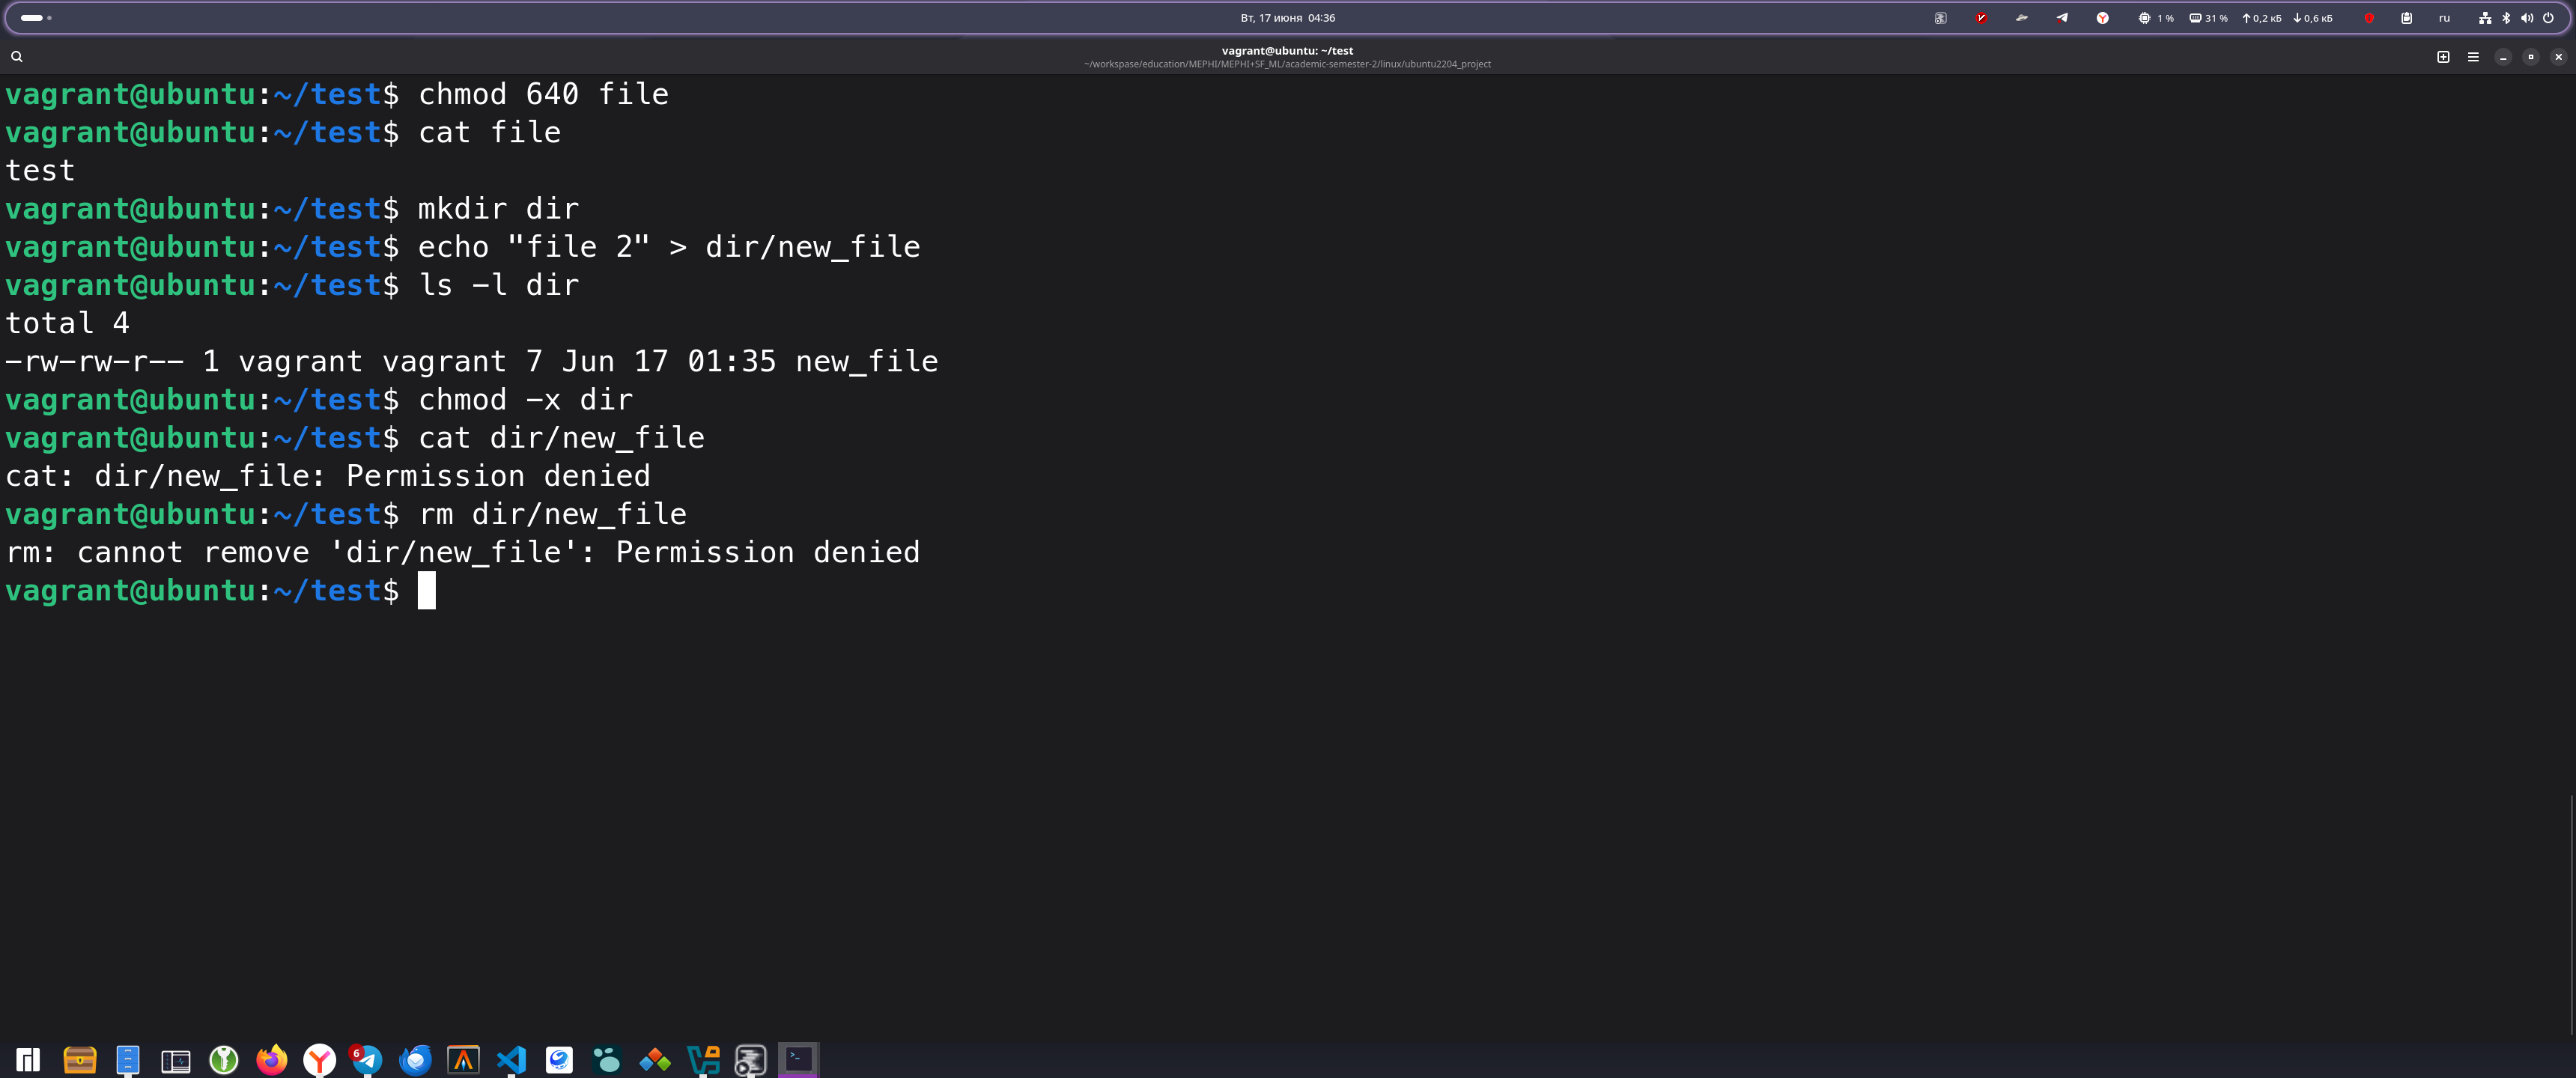 Вт, 17 июня 04:36
1 %
31 %
0,2 кБ
0,6 кБ
ru
vagrant@ubuntu: ~/test
~/workspase/education/MEPHI/MEPHI+SF_ML/academic-semester-2/linux/ubuntu2204_project
vagrant@ubuntu:~/test$ chmod 640 file
vagrant@ubuntu:~/test$ cat file
test
vagrant@ubuntu:~/test$ mkdir dir
vagrant@ubuntu:~/test$ echo "file 2" > dir/new_file
vagrant@ubuntu:~/test$ ls -l dir
total 4
-rw-rw-r-- 1 vagrant vagrant 7 Jun 17 01:35 new_file
vagrant@ubuntu:~/test$ chmod -x dir
vagrant@ubuntu:~/test$ cat dir/new_file
cat: dir/new_file: Permission denied
vagrant@ubuntu:~/test$ rm dir/new_file
rm: cannot remove 'dir/new_file': Permission denied
vagrant@ubuntu:~/test$
6